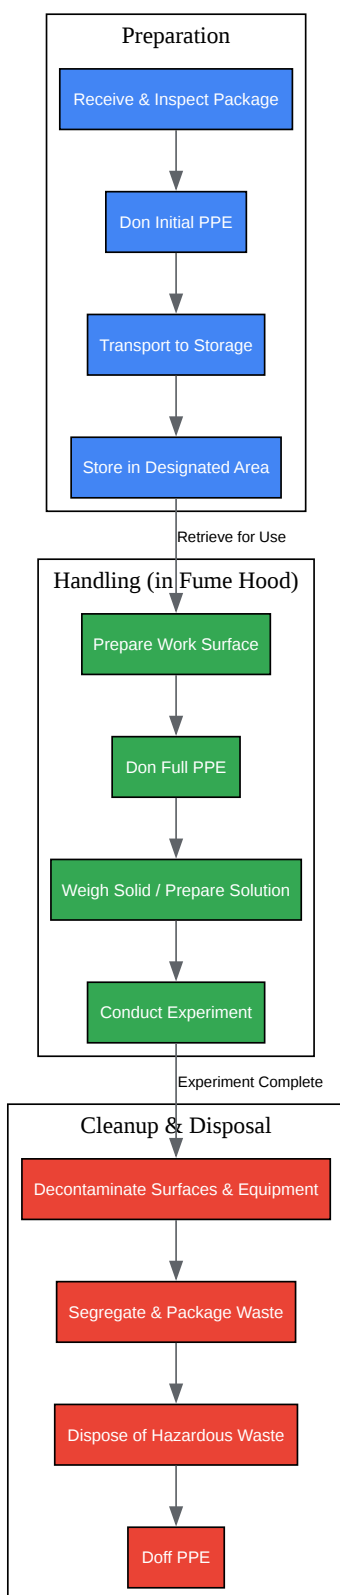 Preparation
Receive & Inspect Package
Don Initial PPE
Transport to Storage
Store in Designated Area
Retrieve for Use
Handling (in Fume Hood)
Prepare Work Surface
Don Full PPE
Weigh Solid / Prepare Solution
Conduct Experiment
Experiment Complete
Cleanup & Disposal
Decontaminate Surfaces & Equipment
Segregate & Package Waste
Dispose of Hazardous Waste
Doff PPE